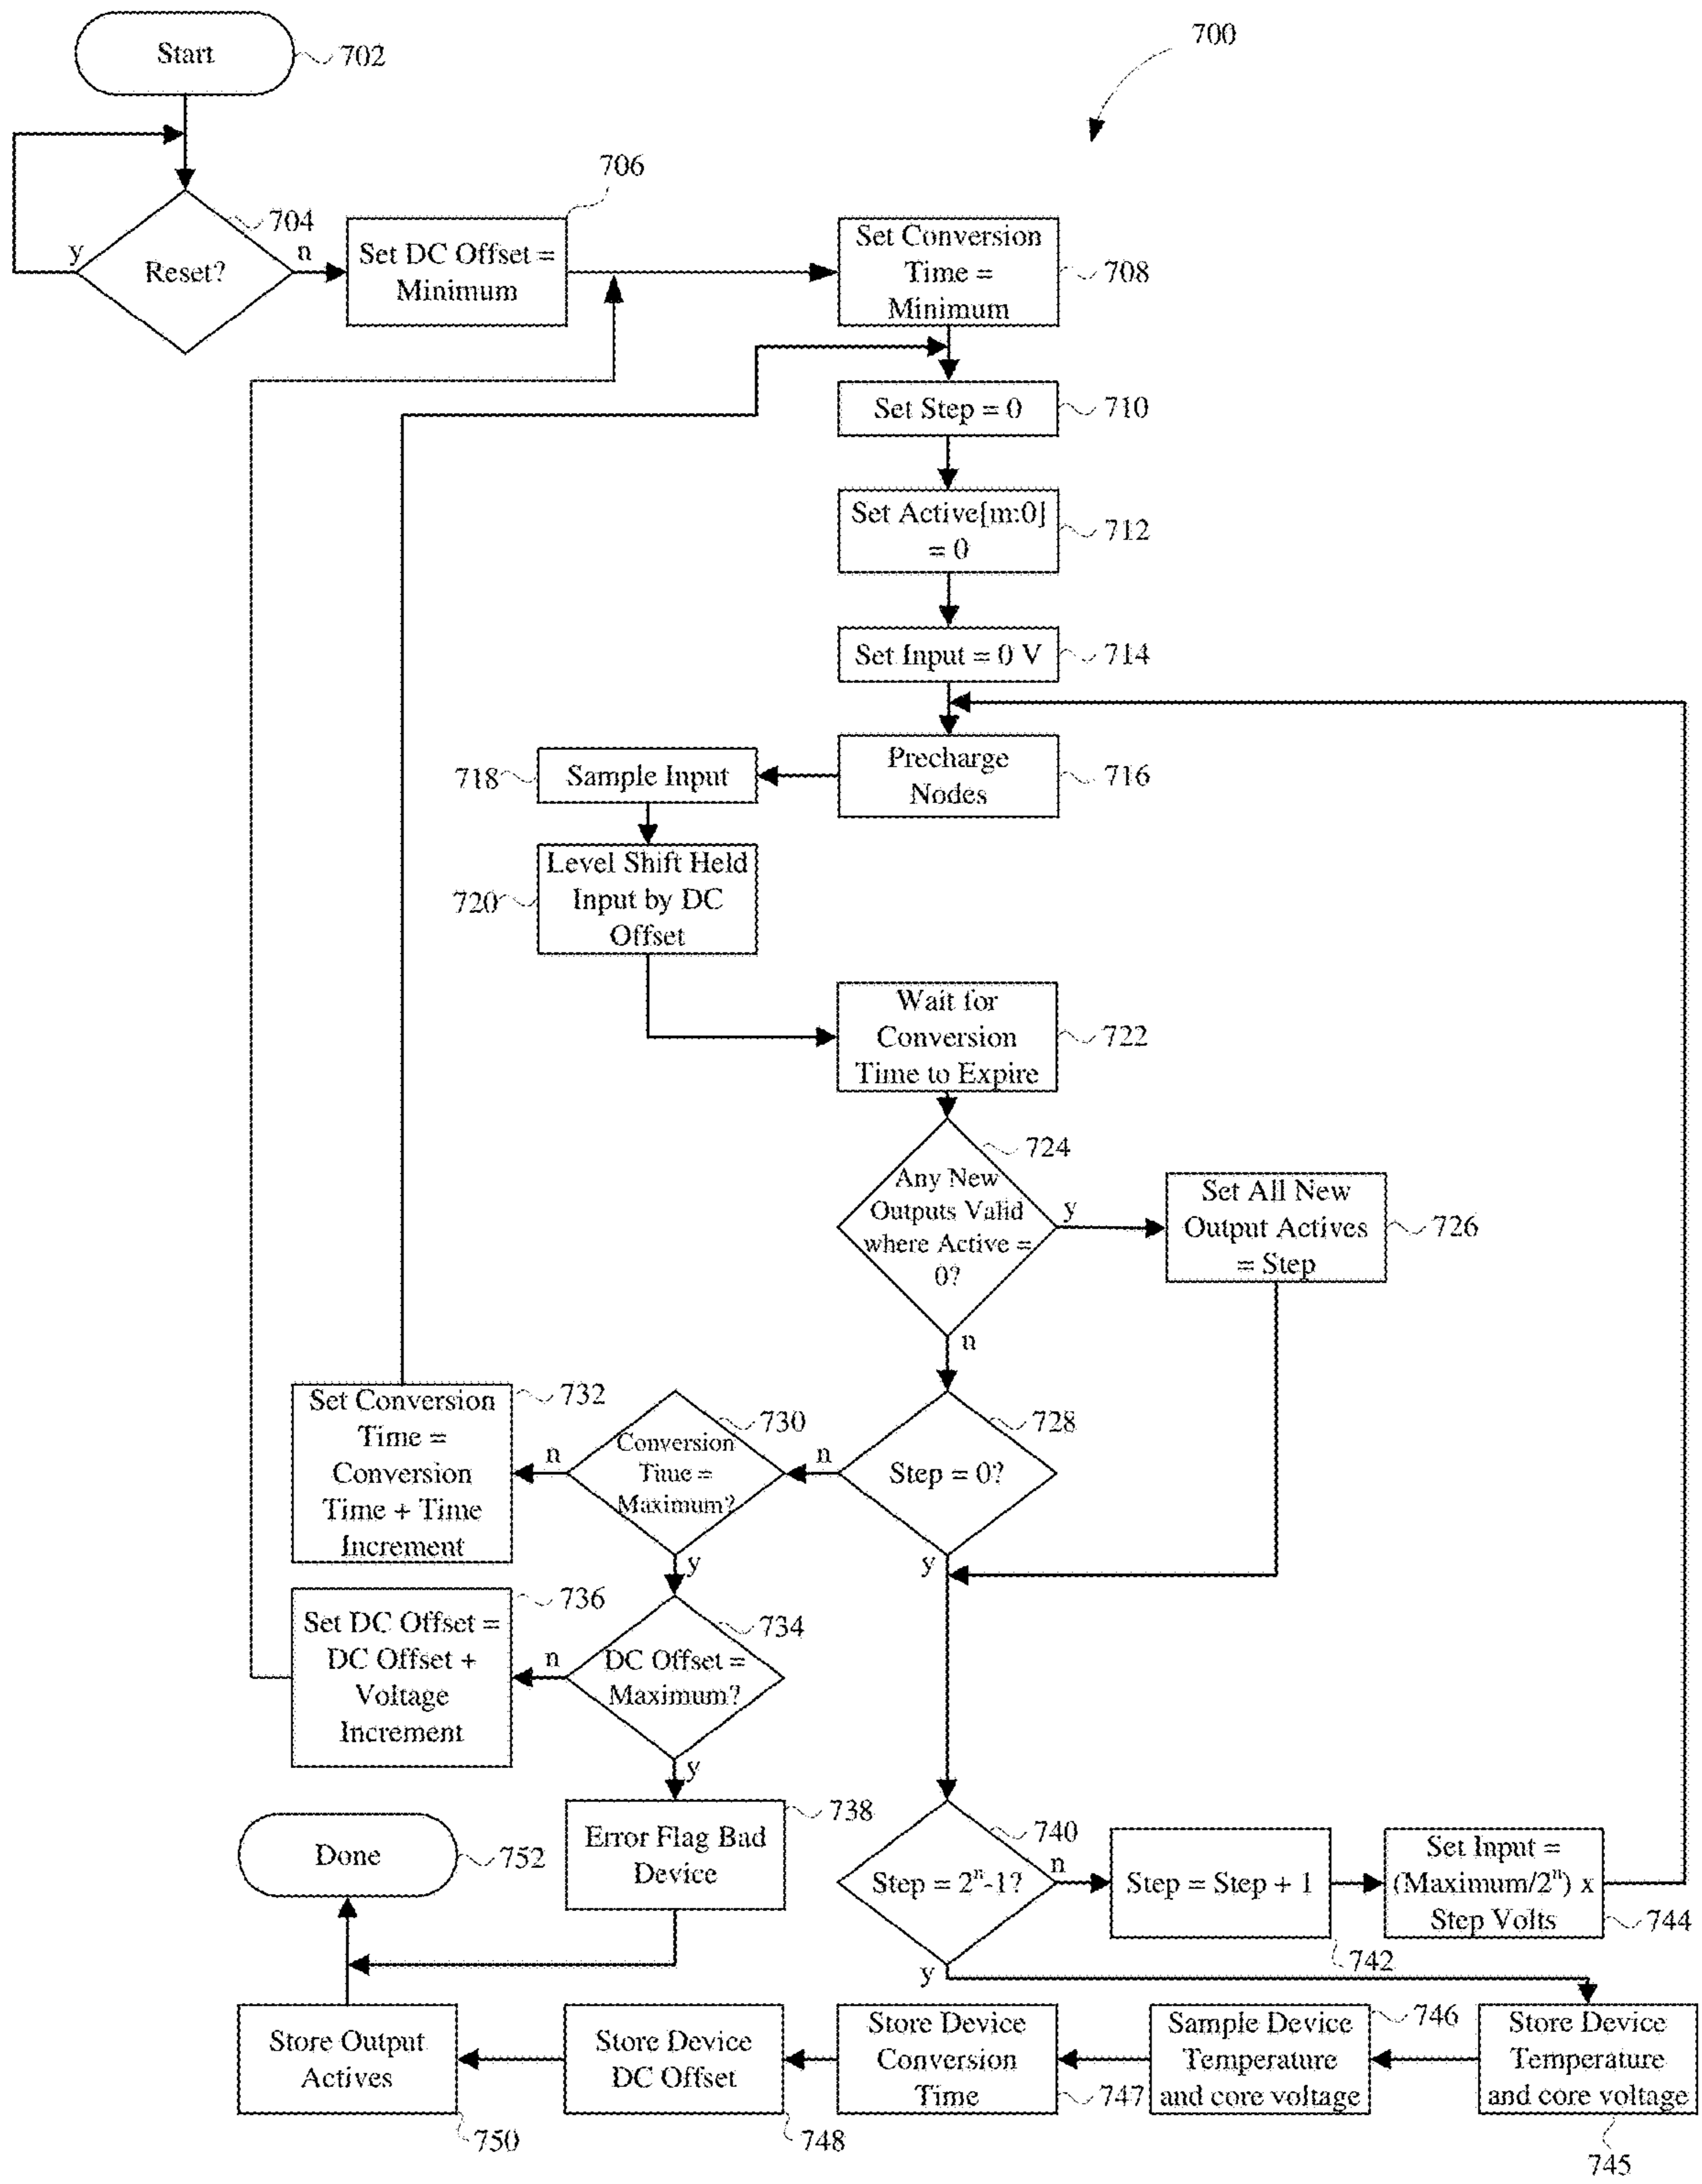 700
Start
702
704
y
Reset?
n
706
Set DC Offset =
Minimum
Set Conversion
Time =
Minimum
708
Set Step = 0
710
Set Active[m:0]
= 0
712
Set Input = 0 V
714
Precharge
Nodes
716
718
Sample Input
720
Level Shift Held
Input by DC
Offset
Wait for
Conversion
Time to Expire
722
724
Any New
Outputs Valid
where Active =
0?
y
n
Set All New
Output Actives
= Step
726
728
Step = 0?
n
y
730
Conversion
Time =
Maximum?
n
y
732
Set Conversion
Time =
Conversion
Time + Time
Increment
734
DC Offset =
Maximum?
n
y
736
Set DC Offset =
DC Offset +
Voltage
Increment
738
Error Flag Bad
Device
Done
752
740
Step = 2ⁿ-1?
n
y
Step = Step + 1
742
Set Input =
(Maximum/2ⁿ) x
Step Volts
744
Store Output
Actives
750
Store Device
DC Offset
748
Store Device
Conversion
Time
747
746
Sample Device
Temperature
and core voltage
Store Device
Temperature
and core voltage
745